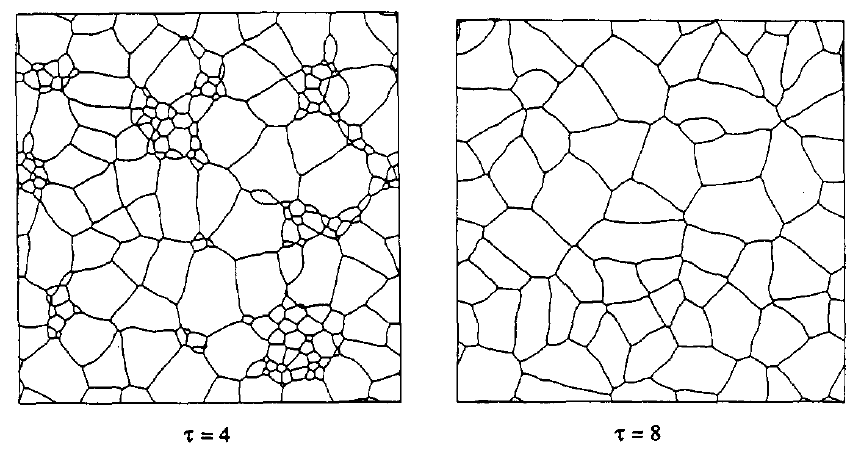 τ = 4
τ = 8